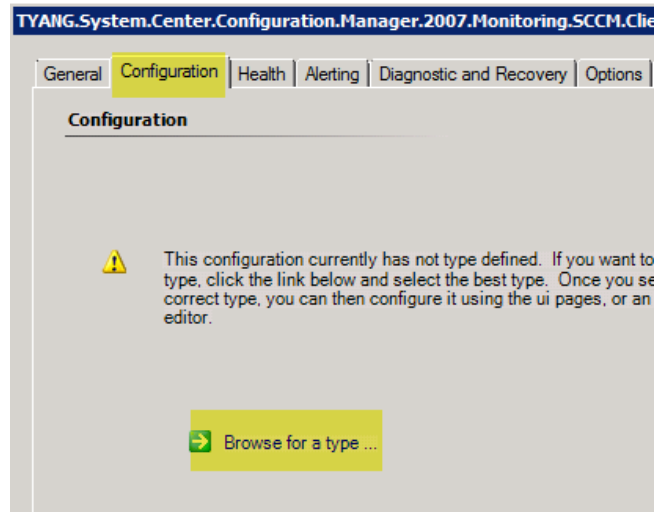 TYANG.System.Center.Configuration.Manager.2007.Monitoring.SCCM.Clie
General Configuration Health Alerting Diagnostic and Recovery Options
Configuration
This configuration currently has not type defined. If you want to
type, click the link below and select the best type. Once you se
correct type, you can then configure it using the ui pages, or an
editor.
Browse for a type ...